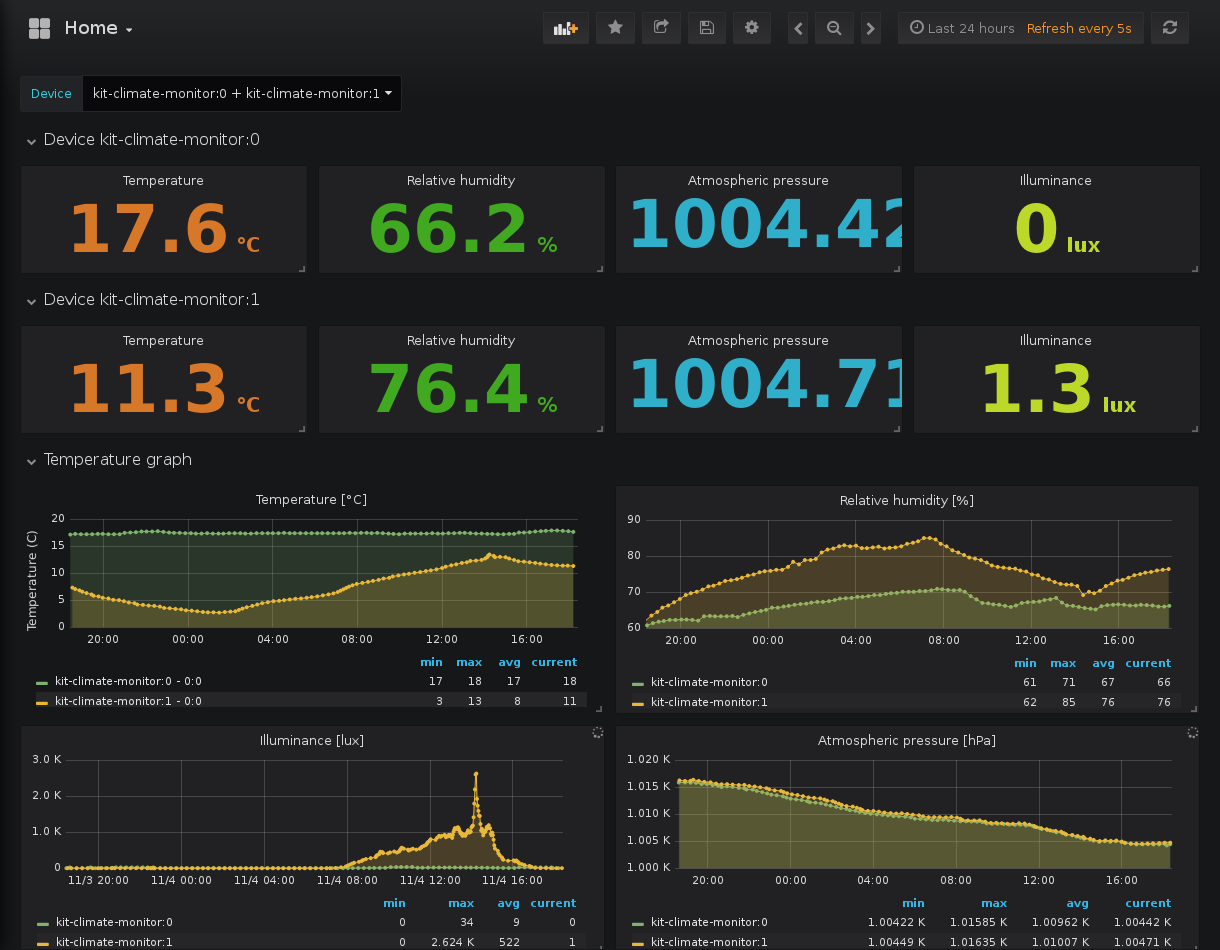 Home
Last 24 hours Refresh every 5s
Device kit-climate-monitor:0 + kit-climate-monitor:1
Device kit-climate-monitor:0
Temperature Relative humidity Atmospheric pressure Illuminance
17.6 °C 66.2 % 1004.42 0 lux
Device kit-climate-monitor:1
Temperature Relative humidity Atmospheric pressure Illuminance
11.3 °C 76.4 % 1004.71 1.3 lux
Temperature graph
Temperature [°C]
Temperature (C)
20
15
10
5
0
20:00 00:00 04:00 08:00 12:00 16:00
min max avg current
kit-climate-monitor:0 - 0:0 17 18 17 18
kit-climate-monitor:1 - 0:0 3 13 8 11
Relative humidity [%]
90
80
70
60
20:00 00:00 04:00 08:00 12:00 16:00
min max avg current
kit-climate-monitor:0 61 71 67 66
kit-climate-monitor:1 62 85 76 76
Illuminance [lux]
3.0 K
2.0 K
1.0 K
0
11/3 20:00 11/4 00:00 11/4 04:00 11/4 08:00 11/4 12:00 11/4 16:00
min max avg current
kit-climate-monitor:0 0 34 9 0
kit-climate-monitor:1 0 2.624 K 522 1
Atmospheric pressure [hPa]
1.020 K
1.015 K
1.010 K
1.005 K
1.000 K
20:00 00:00 04:00 08:00 12:00 16:00
min max avg current
kit-climate-monitor:0 1.00422 K 1.01585 K 1.00962 K 1.00442 K
kit-climate-monitor:1 1.00449 K 1.01635 K 1.01007 K 1.00471 K